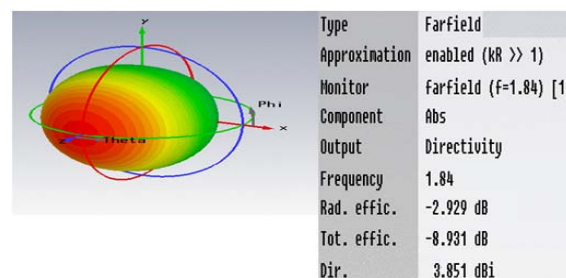 y
Phi
x
z
Theta
Type Farfield
Approximation enabled (kR >> 1)
Monitor farfield (f=1.84) [1
Component Abs
Output Directivity
Frequency 1.84
Rad. effic. -2.929 dB
Tot. effic. -8.931 dB
Dir. 3.851 dBi